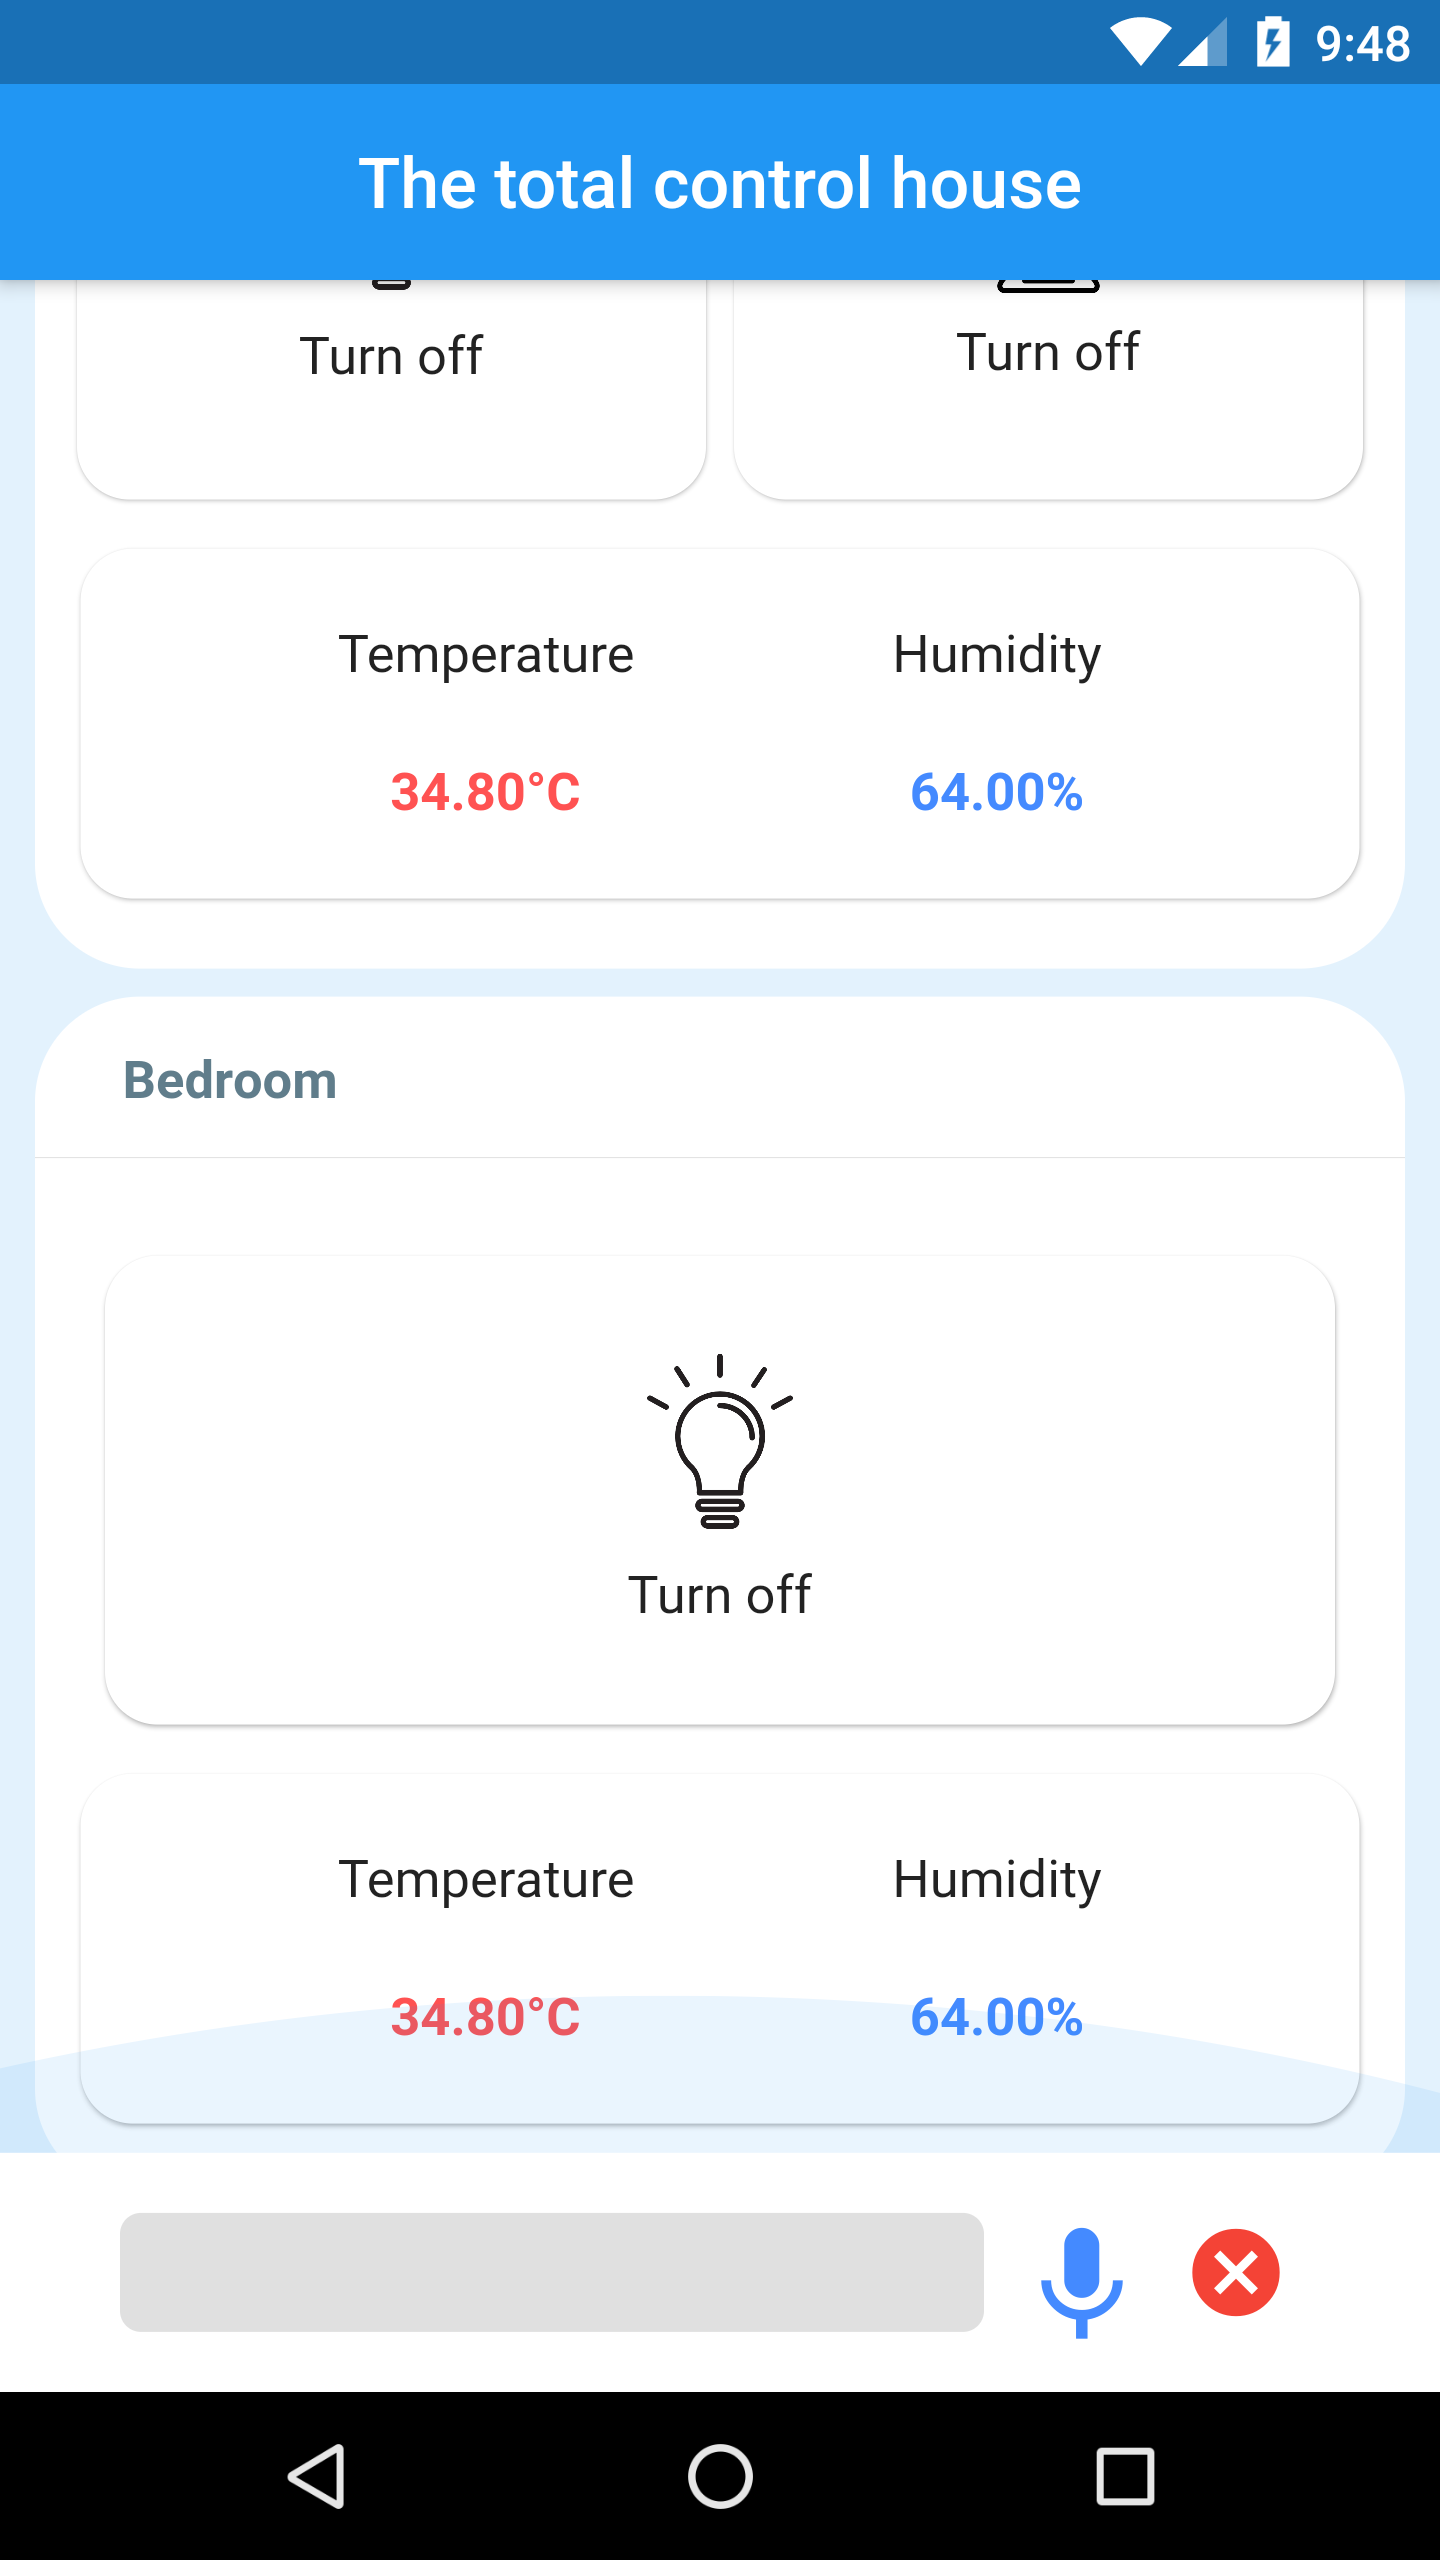 9:48
The total control house
Turn off
Turn off
Temperature
Humidity
34.80°C
64.00%
Bedroom
Turn off
Temperature
Humidity
34.80°C
64.00%